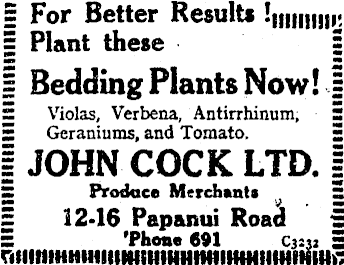 For Better Results !
Plant these
Bedding Plants Now!
Violas, Verbena, Antirrhinum,
Geraniums, and Tomato.
JOHN COCK LTD.
Produce Merchants
12-16 Papanui Road
'Phone 691
C3232